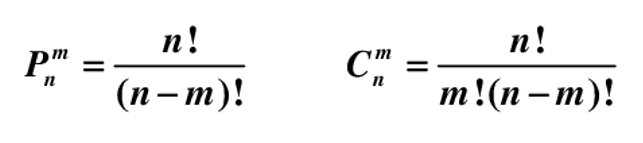 P_n^m = n! / (n − m)!
C_n^m = n! / m!(n − m)!